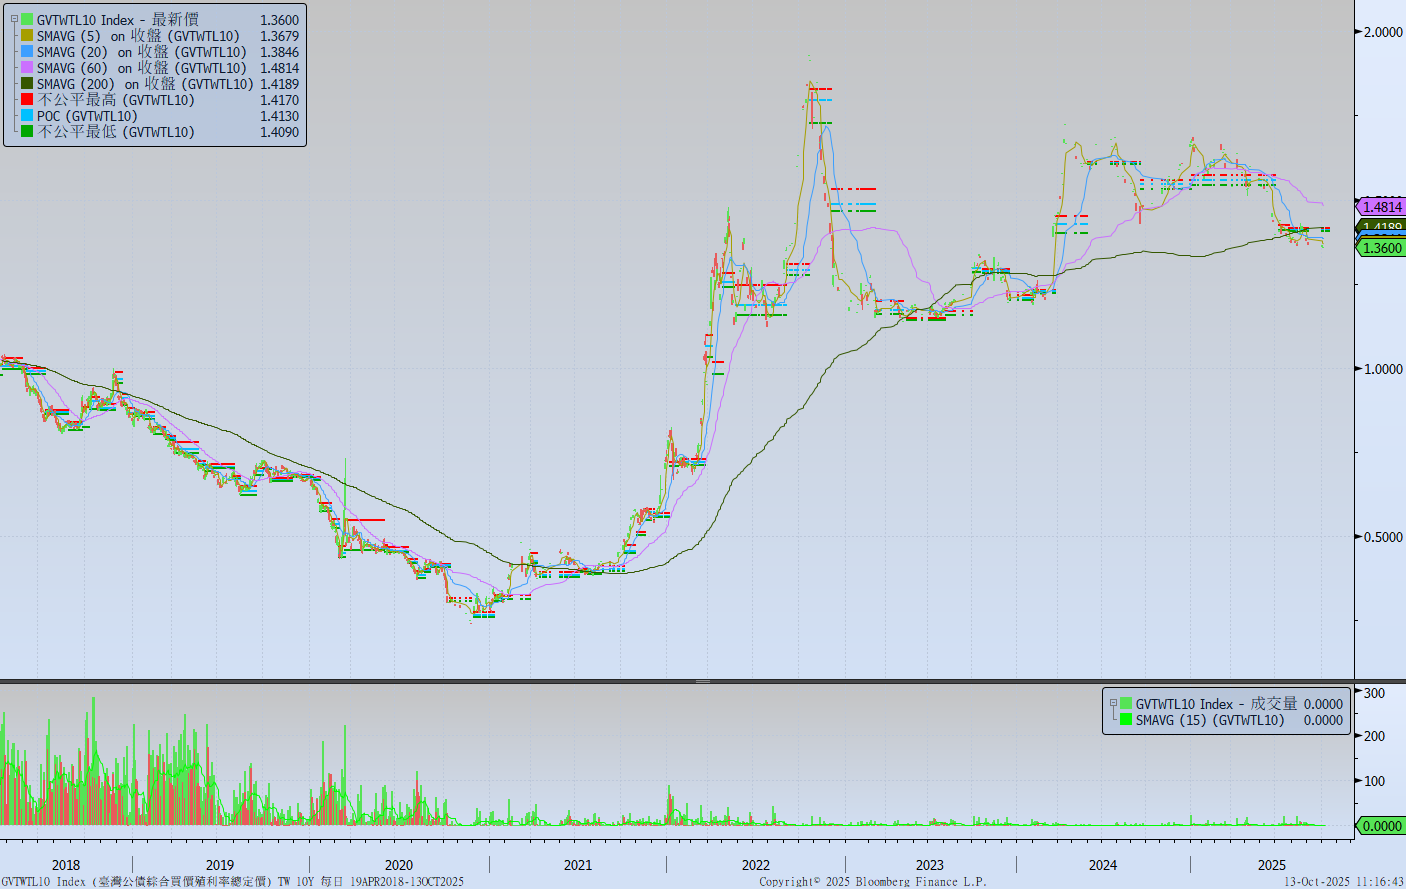 GVTWTL10 Index - 最新價 1.3600
SMAVG (5) on 收盤 (GVTWTL10) 1.3679
SMAVG (20) on 收盤 (GVTWTL10) 1.3846
SMAVG (60) on 收盤 (GVTWTL10) 1.4814
SMAVG (200) on 收盤 (GVTWTL10) 1.4189
不公平最高 (GVTWTL10) 1.4170
POC (GVTWTL10) 1.4130
不公平最低 (GVTWTL10) 1.4090
2.0000
1.4814
1.4189
1.3600
1.0000
0.5000
GVTWTL10 Index - 成交量 0.0000
SMAVG (15) (GVTWTL10) 0.0000
300
200
100
0.0000
2018 2019 2020 2021 2022 2023 2024 2025
GVTWTL10 Index (臺灣公債綜合買價殖利率總定價) TW 10Y 每日 19APR2018-13OCT2025 Copyright© 2025 Bloomberg Finance L.P. 13-Oct-2025 11:16:43